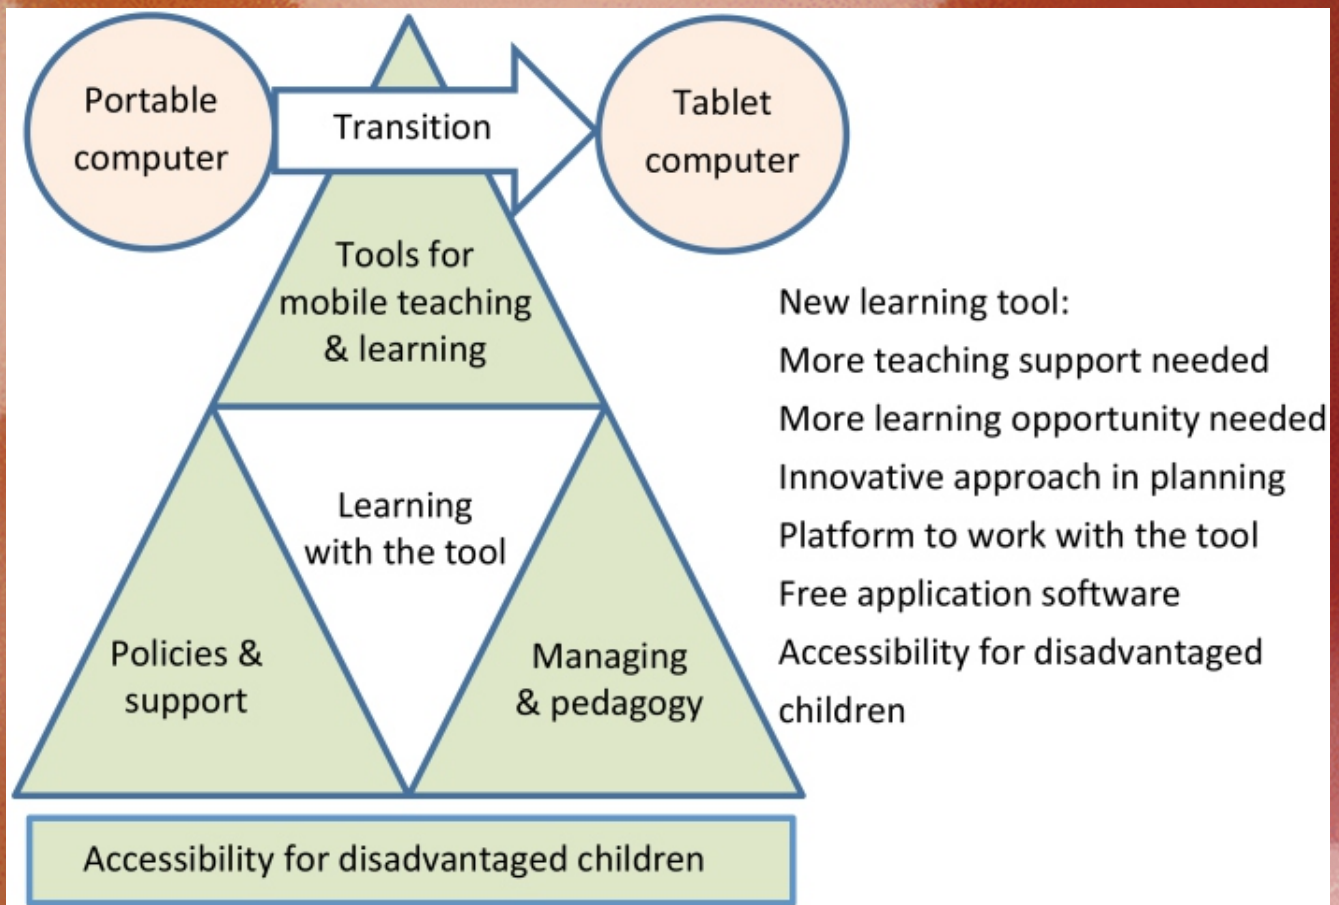 Portable
computer
Transition
Tablet
computer
Tools for
mobile teaching
& learning
Learning
with the tool
Policies &
support
Managing
& pedagogy
Accessibility for disadvantaged children
New learning tool:
More teaching support needed
More learning opportunity needed
Innovative approach in planning
Platform to work with the tool
Free application software
Accessibility for disadvantaged
children